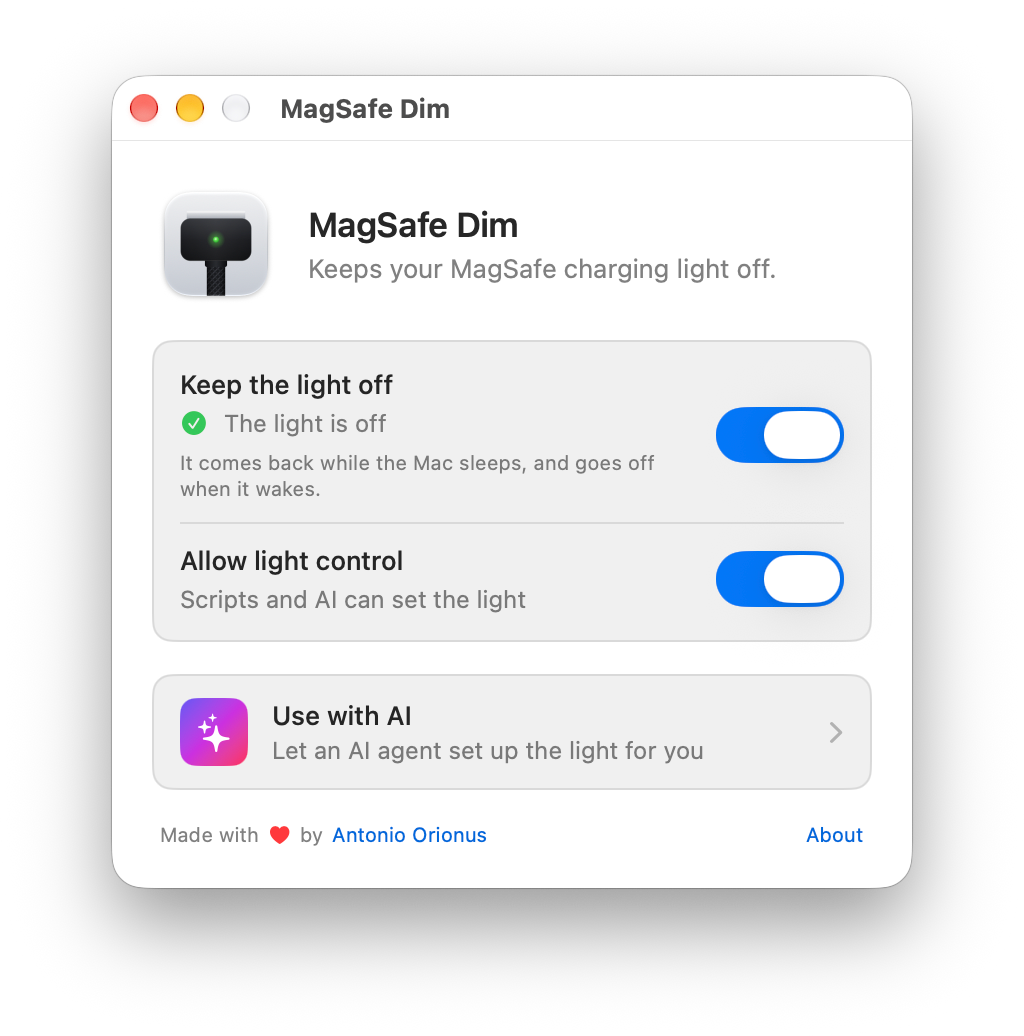 MagSafe Dim
MagSafe Dim
Keeps your MagSafe charging light off.
Keep the light off
The light is off
It comes back while the Mac sleeps, and goes off
when it wakes.
Allow light control
Scripts and AI can set the light
Use with AI
Let an AI agent set up the light for you
Made with ❤️ by Antonio Orionus
About